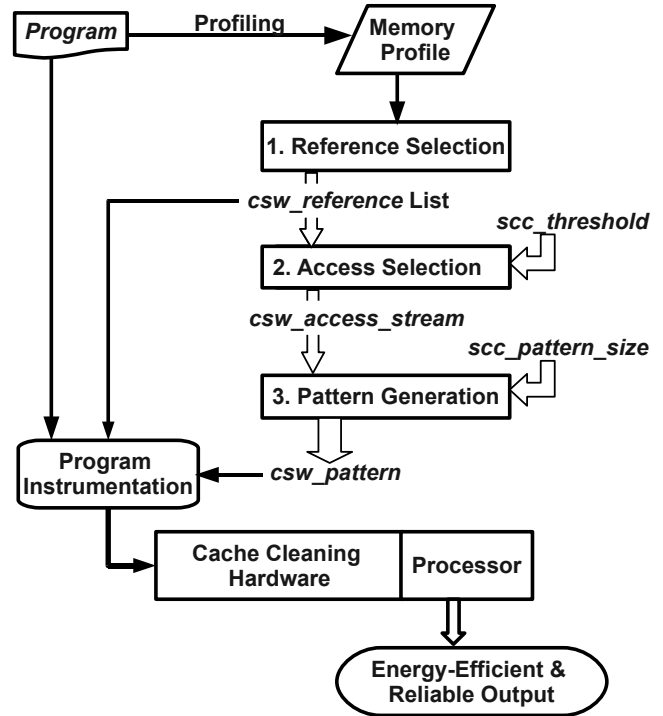 Program
Profiling
Memory
Profile
1. Reference Selection
csw_reference List
scc_threshold
2. Access Selection
csw_access_stream
scc_pattern_size
3. Pattern Generation
Program
Instrumentation
csw_pattern
Cache Cleaning
Hardware
Processor
Energy-Efficient &
Reliable Output